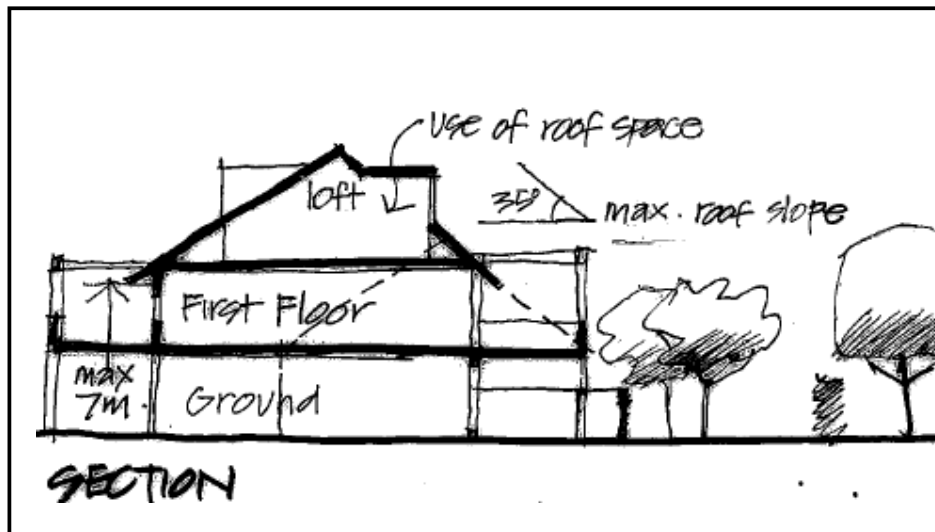 use of roof space
loft
35°
max. roof slope
First Floor
max
7m.
Ground
SECTION